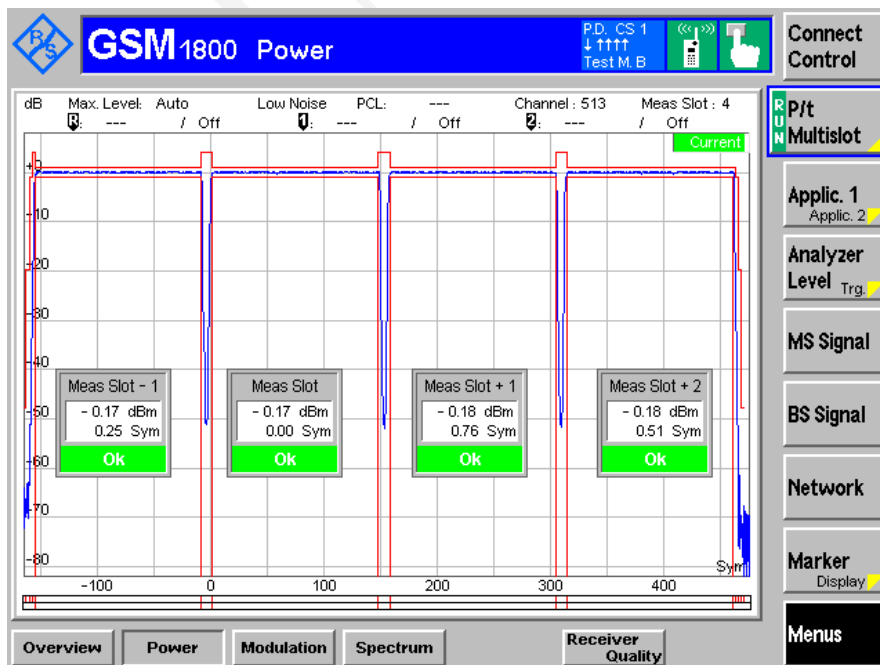 R/S
GSM 1800 Power
P.D. CS 1
↓ ↑↑↑↑
Test M. B
Connect
Control
dB Max. Level: Auto Low Noise PCL: --- Channel : 513 Meas Slot : 4
R: --- / Off 1: --- / Off 2: --- / Off
Current
RUN
P/t
Multislot
Applic. 1
Applic. 2
Analyzer
Level Trg.
MS Signal
BS Signal
Network
Marker
Display
Menus
+0
-10
-20
-30
-40
-50
-60
-70
-80
Meas Slot - 1
- 0.17 dBm
0.25 Sym
Ok
Meas Slot
- 0.17 dBm
0.00 Sym
Ok
Meas Slot + 1
- 0.18 dBm
0.76 Sym
Ok
Meas Slot + 2
- 0.18 dBm
0.51 Sym
Ok
Sym
-100 0 100 200 300 400
Overview Power Modulation Spectrum Receiver Quality